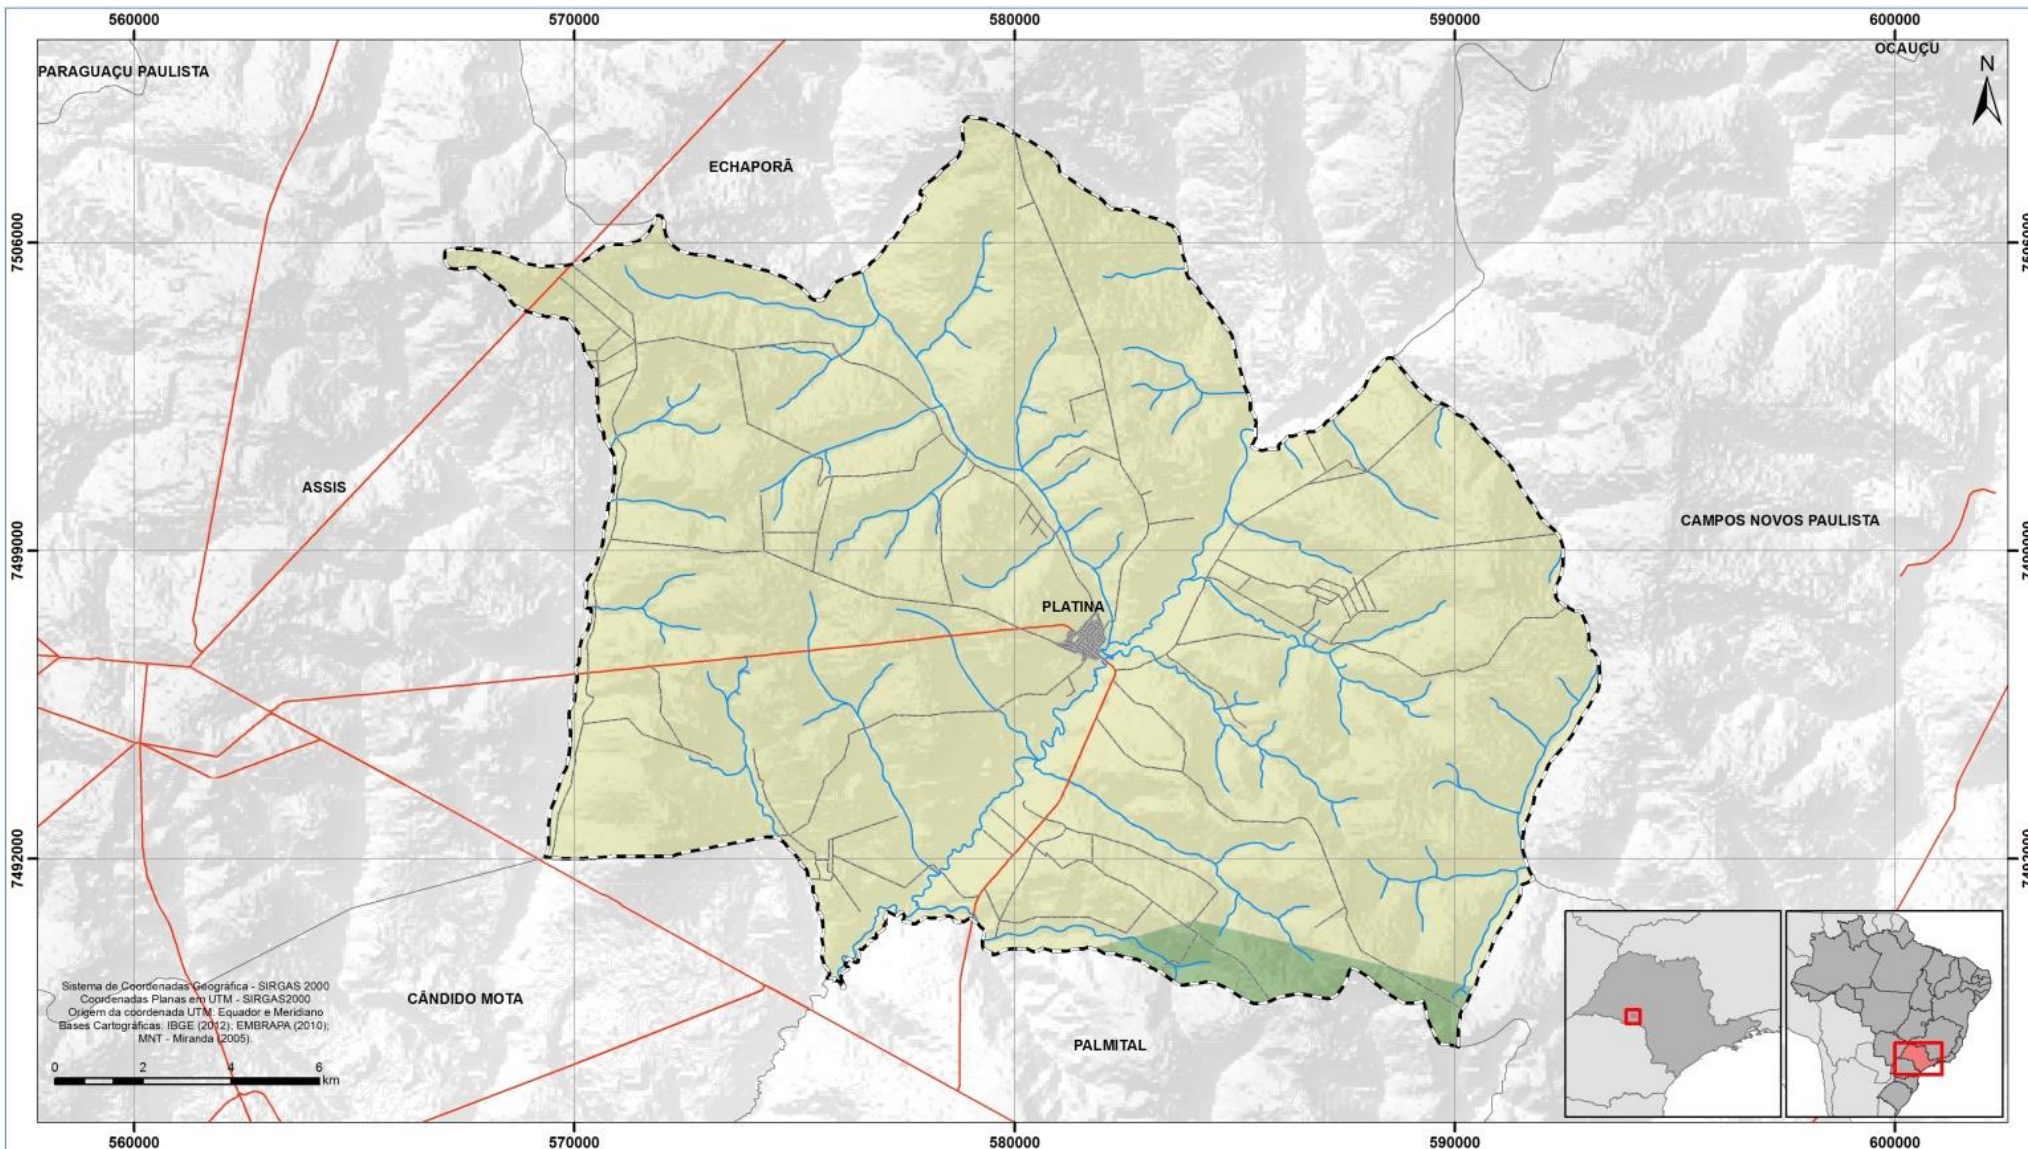 560000
570000
580000
590000
600000
OCAUÇU
PARAGUAÇU PAULISTA
N
ECHAPORÃ
7506000
7506000
ASSIS
CAMPOS NOVOS PAULISTA
7499000
7499000
PLATINA
7492000
7492000
Sistema de Coordenadas Geográfica - SIRGAS 2000
Coordenadas Planas em UTM - SIRGAS2000
Origem da coordenada UTM: Equador e Meridiano
Bases Cartográficas: IBGE (2012); EMBRAPA (2010);
MNT - Miranda (2005).
CÂNDIDO MOTA
PALMITAL
0 2 4 6
km
560000
570000
580000
590000
600000